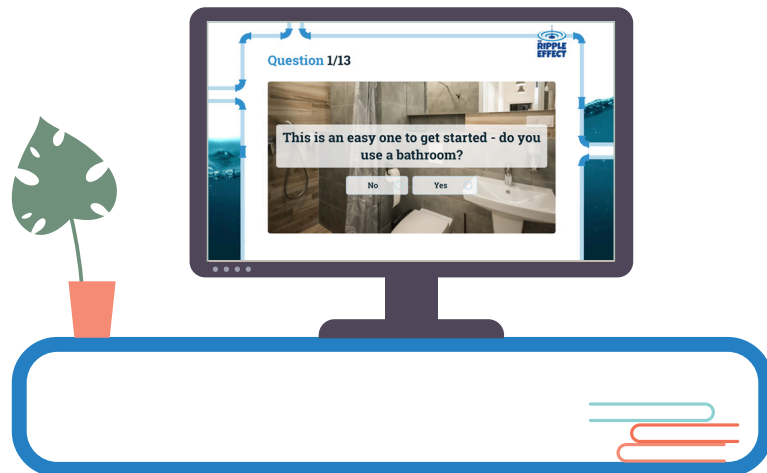 RIPPLE
EFFECT
Question 1/13
This is an easy one to get started - do you
use a bathroom?
No
Yes